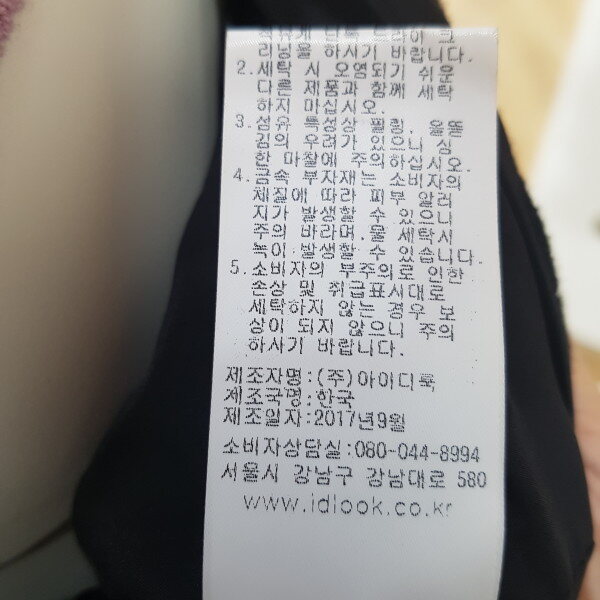 리닝을 하시기 바랍니다.
2.세탁 시 오염되기 쉬운
다른 제품과 함께 세탁
하지 마십시오.
3.섬유 특성상 필링, 올뜯
김의 우려가 있으니 심
한 마찰에 주의하십시오.
4.금속 부자재는 소비자의
체질에 따라 피부 알러
지가 발생할 수 있으니
주의 바라며,물 세탁시
녹이 발생할 수 있습니다.
5.소비자의 부주의로 인한
손상 및 취급표시대로
세탁하지 않는 경우 보
상이 되지 않으니 주의
하시기 바랍니다.
제조자명:(주)아이디룩
제조국명:한국
제조일자:2017년9월
소비자상담실:080-044-8994
서울시 강남구 강남대로 580
www.idlook.co.kr